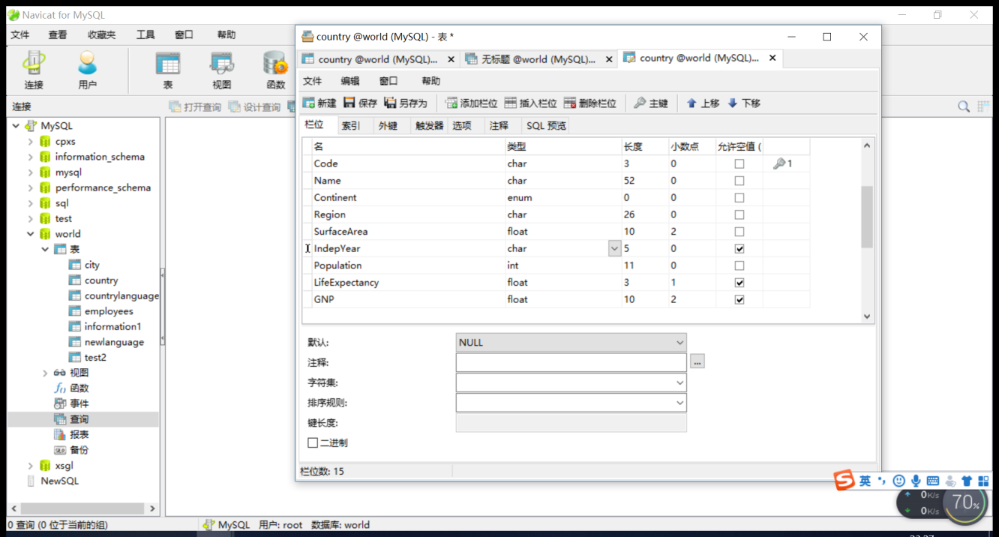 Navicat for MySQL
文件 查看 收藏夹 工具 窗口 帮助
连接 用户 表 视图 函数
连接
打开查询 设计查询
MySQL
cpxs
information_schema
mysql
performance_schema
sql
test
world
表
city
country
countrylanguage
employees
information1
newlanguage
test2
视图
f() 函数
事件
查询
报表
备份
xsgl
NewSQL
country @world (MySQL) - 表 *
country @world (MySQL)... 无标题 @world (MySQL)... country @world (MySQL)...
文件 编辑 窗口 帮助
新建 保存 另存为 添加栏位 插入栏位 删除栏位 主键 上移 下移
栏位 索引 外键 触发器 选项 注释 SQL 预览
名 类型 长度 小数点 允许空值 (
Code char 3 0 1
Name char 52 0
Continent enum 0 0
Region char 26 0
SurfaceArea float 10 2
IndepYear char 5 0
Population int 11 0
LifeExpectancy float 3 1
GNP float 10 2
默认: NULL
注释: ...
字符集:
排序规则:
键长度:
二进制
栏位数: 15
S 英
0K/s
0K/s
70%
0 查询 (0 位于当前的组) MySQL 用户: root 数据库: world